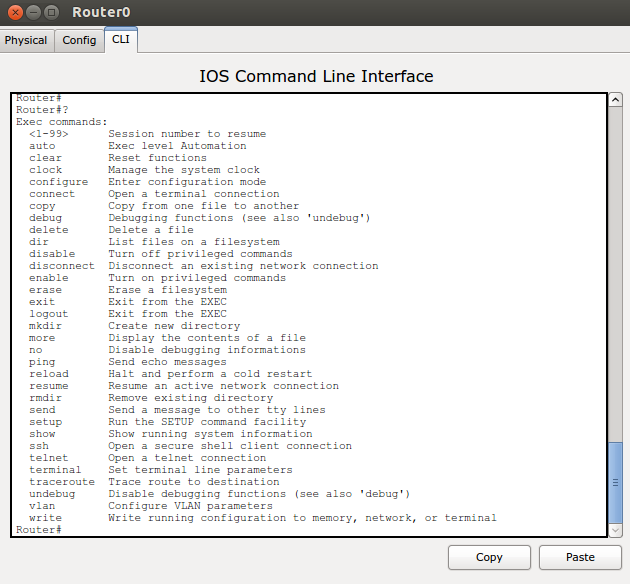 Router0
Physical Config CLI
IOS Command Line Interface
Router#
Router#?
Exec commands:
<1-99> Session number to resume
auto Exec level Automation
clear Reset functions
clock Manage the system clock
configure Enter configuration mode
connect Open a terminal connection
copy Copy from one file to another
debug Debugging functions (see also 'undebug')
delete Delete a file
dir List files on a filesystem
disable Turn off privileged commands
disconnect Disconnect an existing network connection
enable Turn on privileged commands
erase Erase a filesystem
exit Exit from the EXEC
logout Exit from the EXEC
mkdir Create new directory
more Display the contents of a file
no Disable debugging informations
ping Send echo messages
reload Halt and perform a cold restart
resume Resume an active network connection
rmdir Remove existing directory
send Send a message to other tty lines
setup Run the SETUP command facility
show Show running system information
ssh Open a secure shell client connection
telnet Open a telnet connection
terminal Set terminal line parameters
traceroute Trace route to destination
undebug Disable debugging functions (see also 'debug')
vlan Configure VLAN parameters
write Write running configuration to memory, network, or terminal
Router#
Copy Paste